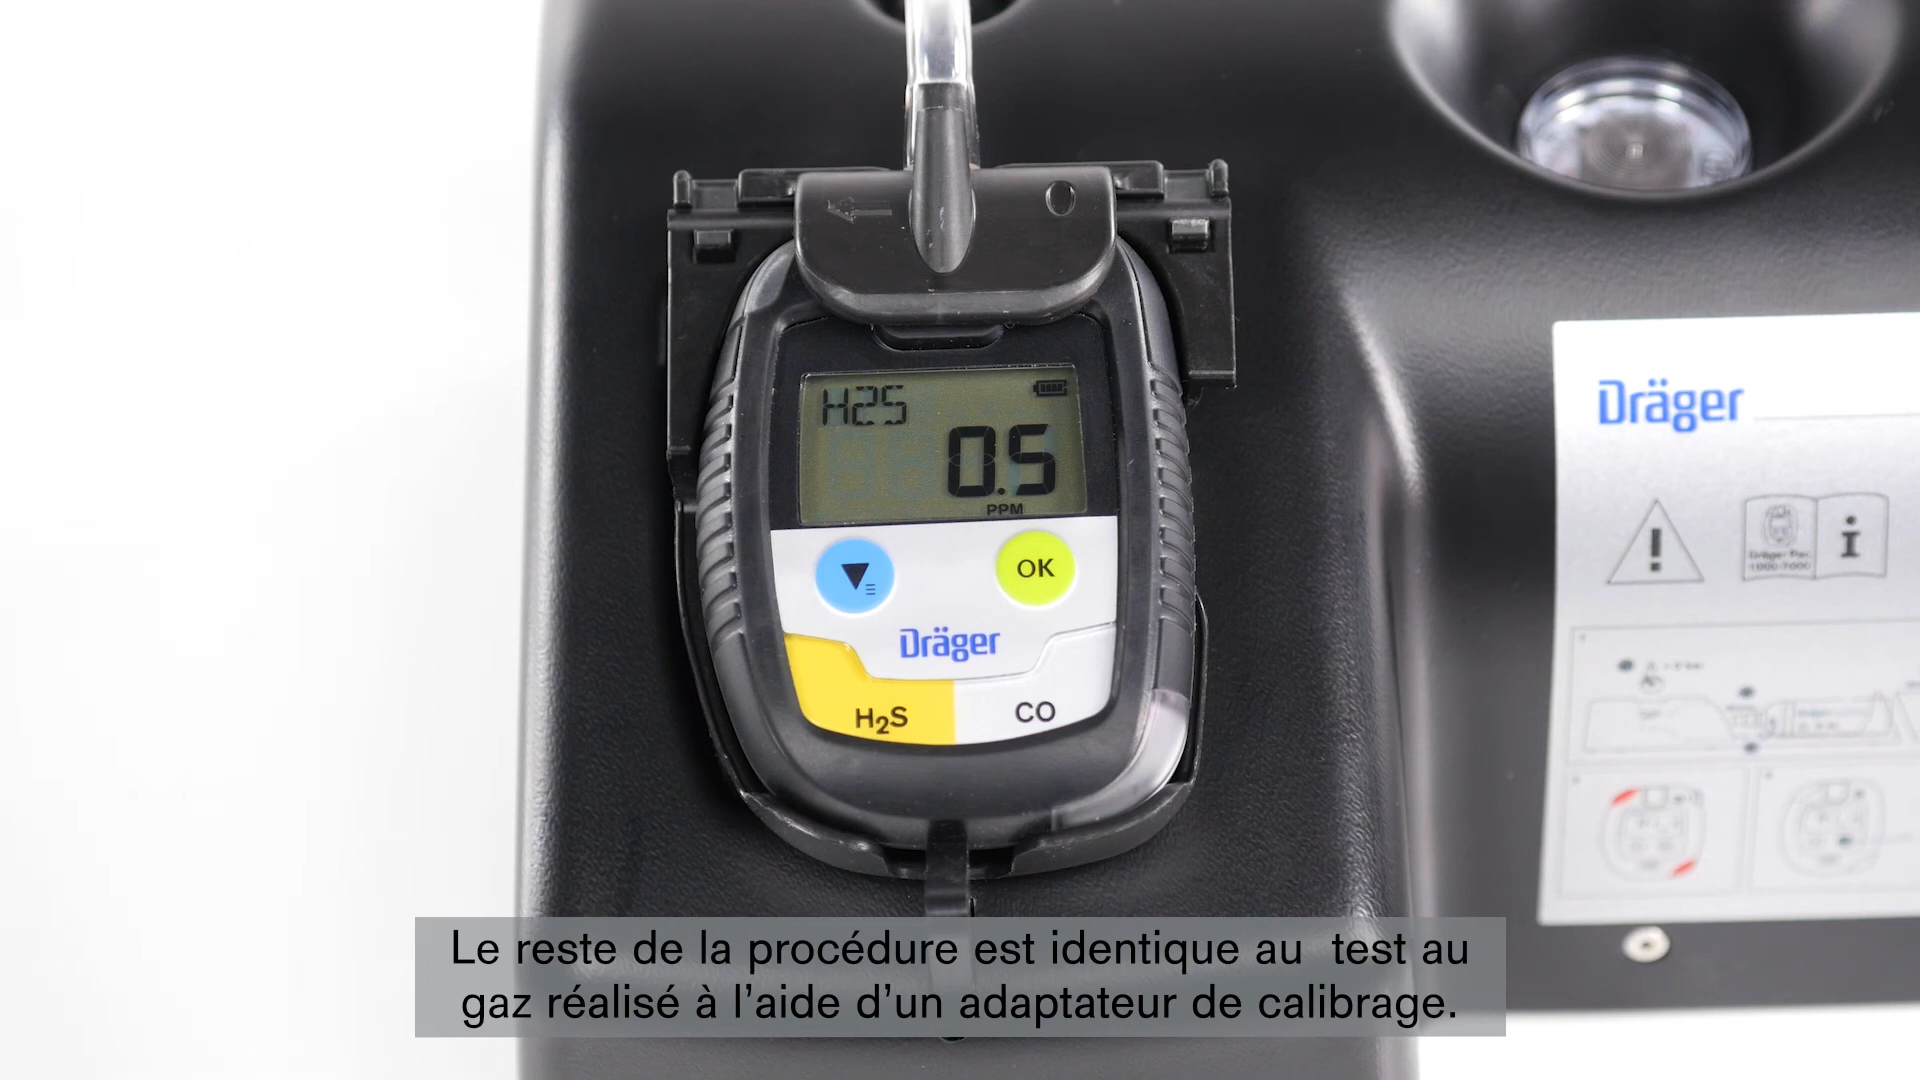 H2S
0.5
PPM
OK
Dräger
H2S
CO
Dräger
Le reste de la procédure est identique au test au
gaz réalisé à l'aide d'un adaptateur de calibrage.